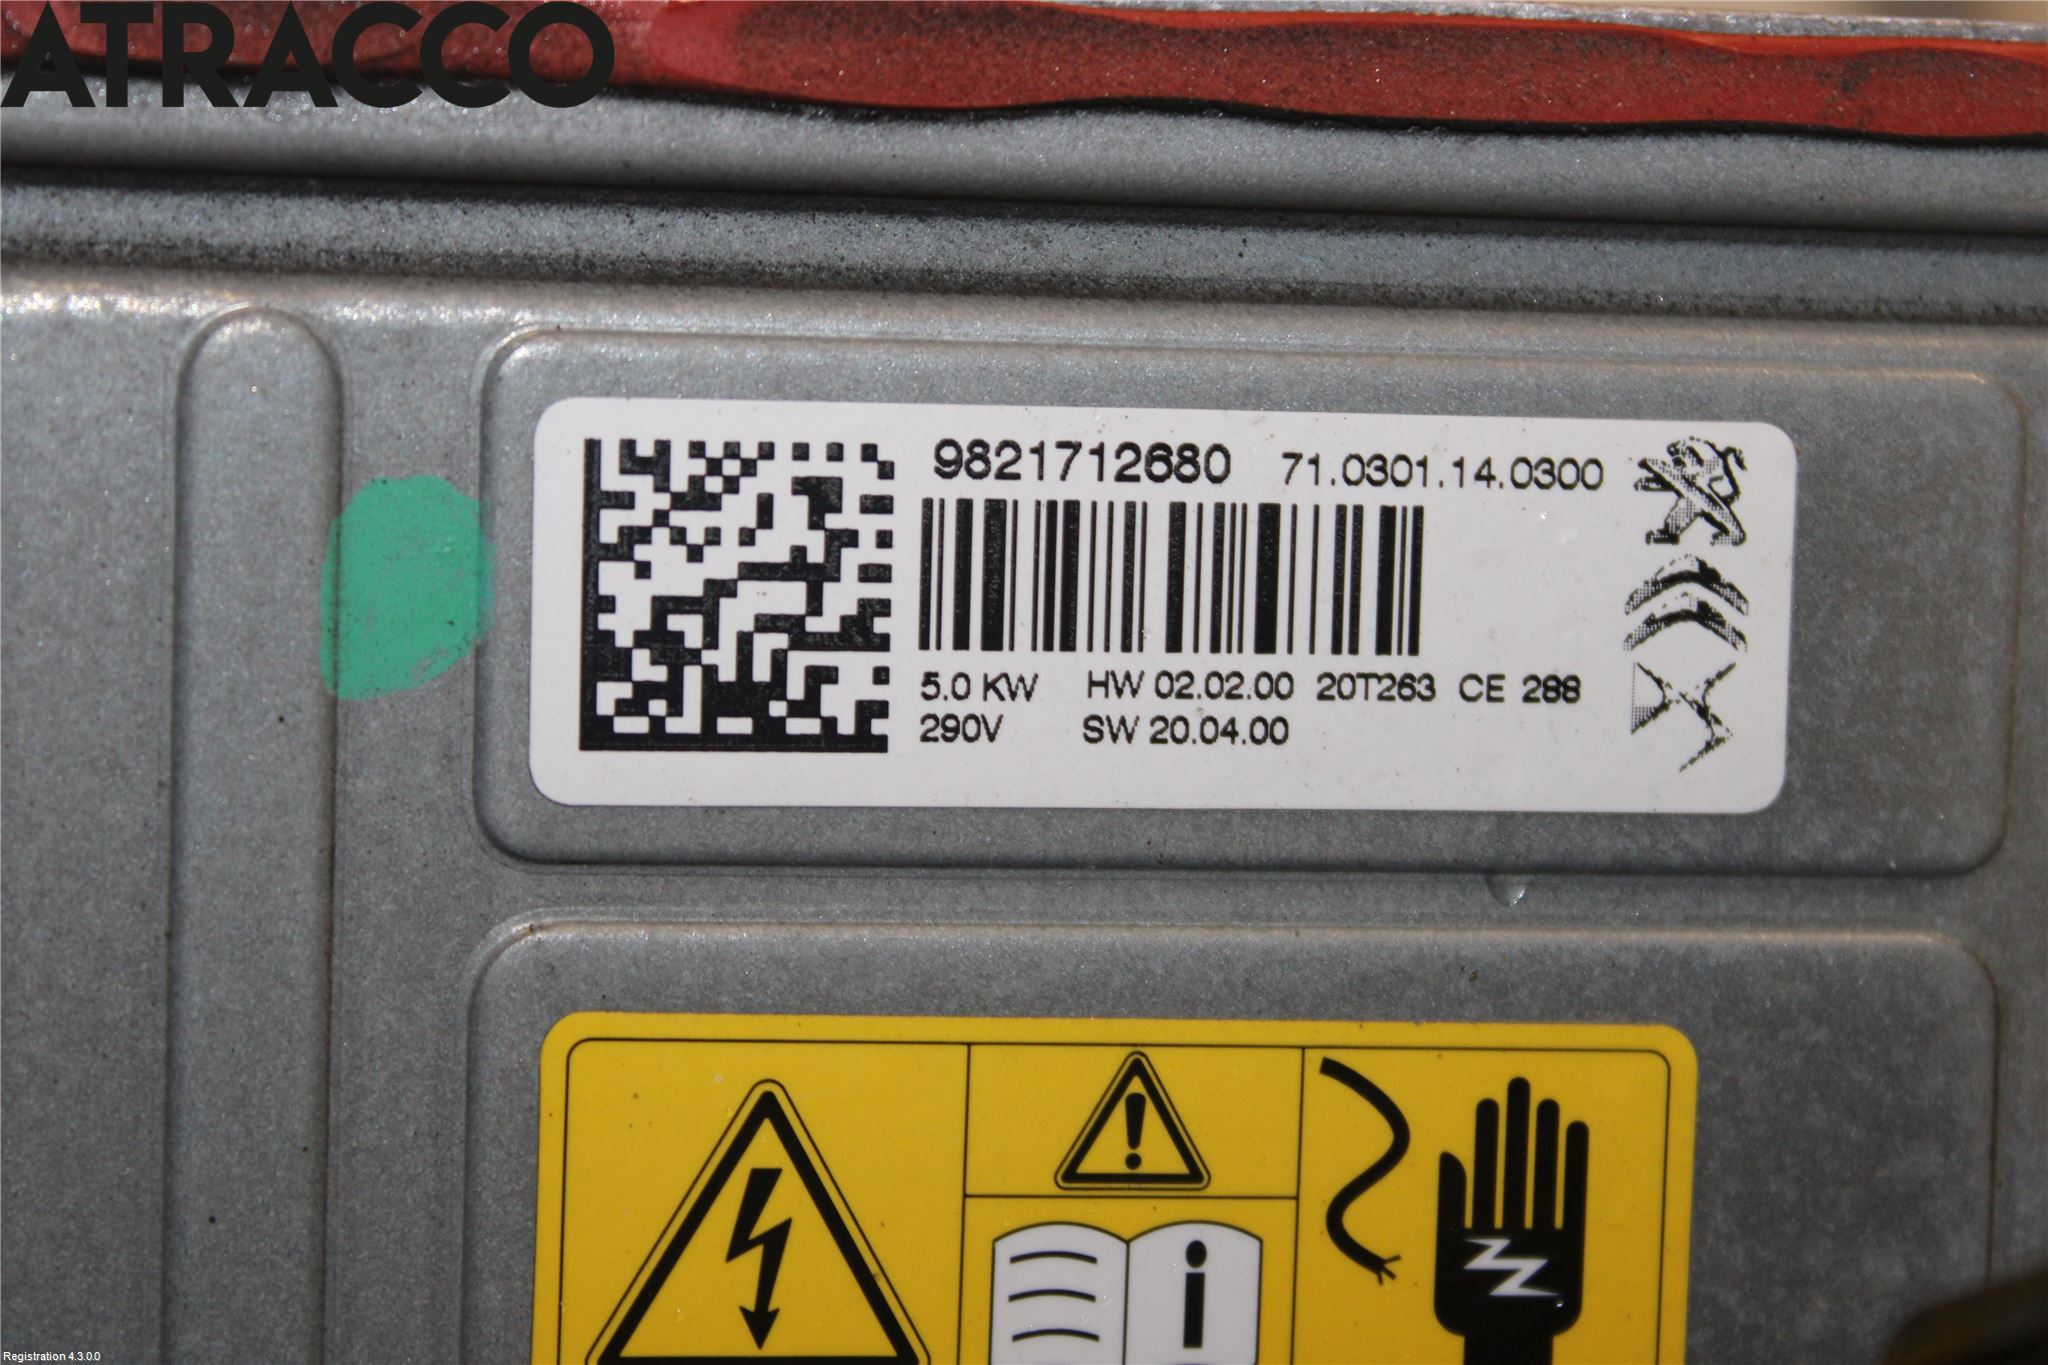 ATRACCO
9821712680 71.0301.14.0300
5.0 KW HW 02.02.00 20T263 CE 288
290V SW 20.04.00
i
Registration 4.3.0.0